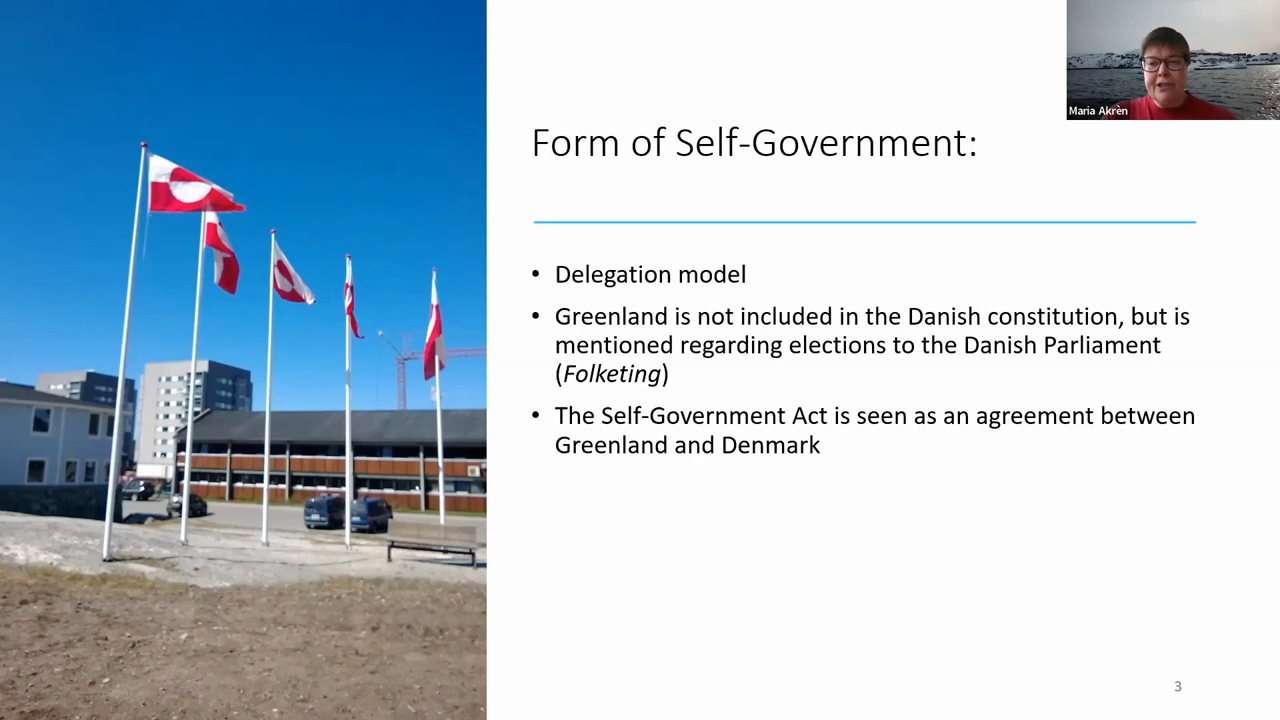 Maria Akrèn
Form of Self-Government:
• Delegation model
• Greenland is not included in the Danish constitution, but is
mentioned regarding elections to the Danish Parliament
(Folketing)
• The Self-Government Act is seen as an agreement between
Greenland and Denmark
3